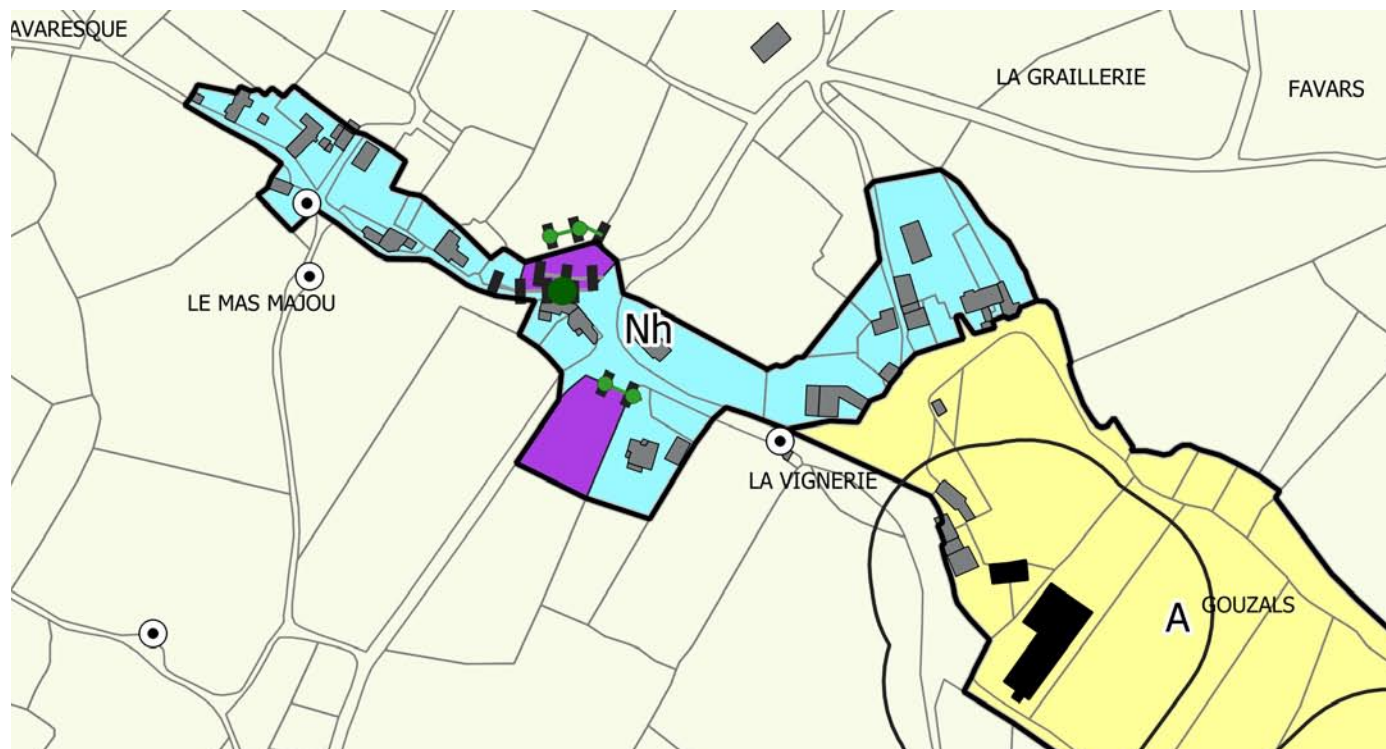 AVARESQUE
LA GRAILLERIE
FAVARS
LE MAS MAJOU
Nh
LA VIGNERIE
A
GOUZALS